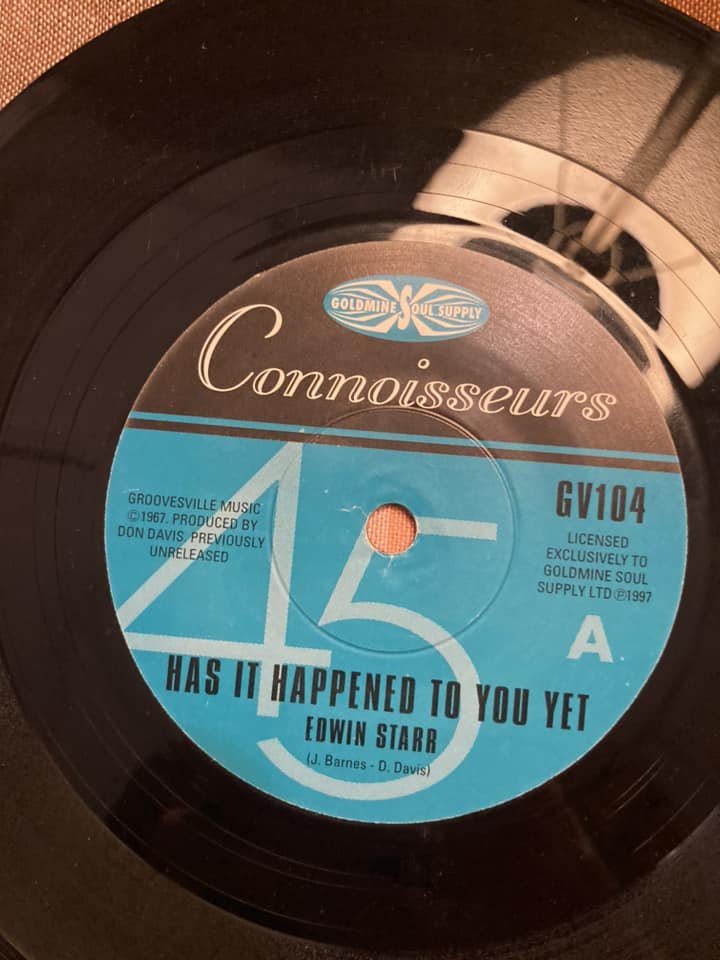 GOLDMINE SOUL SUPPLY
Connoisseurs
45
GROOVESVILLE MUSIC
©1967. PRODUCED BY
DON DAVIS. PREVIOUSLY
UNRELEASED
GV104
LICENSED
EXCLUSIVELY TO
GOLDMINE SOUL
SUPPLY LTD ℗1997
A
HAS IT HAPPENED TO YOU YET
EDWIN STARR
(J. Barnes - D. Davis)